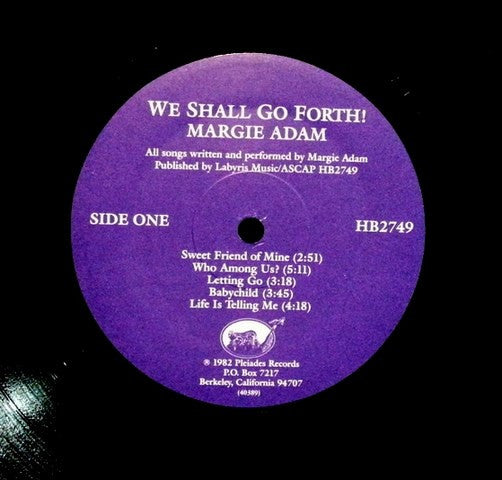 WE SHALL GO FORTH!
MARGIE ADAM
All songs written and performed by Margie Adam
Published by Labyris Music/ASCAP HB2749
SIDE ONE
HB2749
Sweet Friend of Mine (2:51)
Who Among Us? (5:11)
Letting Go (3:18)
Babychild (3:45)
Life Is Telling Me (4:18)
℗ 1982 Pleiades Records
P.O. Box 7217
Berkeley, California 94707
(40389)